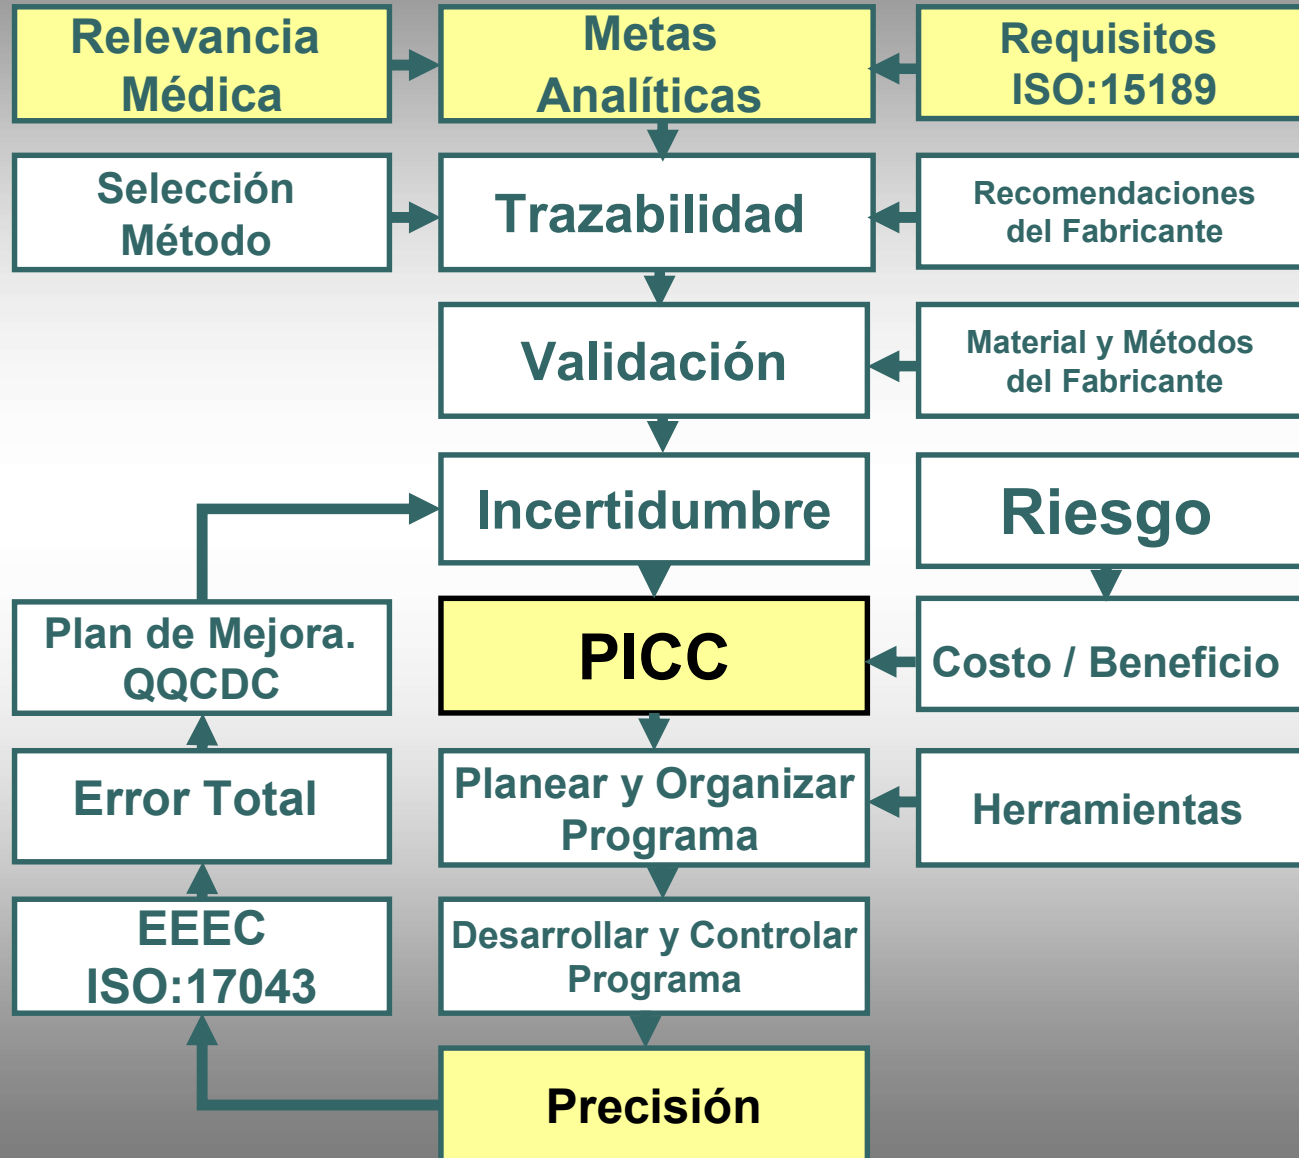 Relevancia
Médica
Metas
Analíticas
Requisitos
ISO:15189
Selección
Método
Trazabilidad
Recomendaciones
del Fabricante
Validación
Material y Métodos
del Fabricante
Incertidumbre
Riesgo
Plan de Mejora.
QQCDC
PICC
Costo / Beneficio
Error Total
Planear y Organizar
Programa
Herramientas
EEEC
ISO:17043
Desarrollar y Controlar
Programa
Precisión